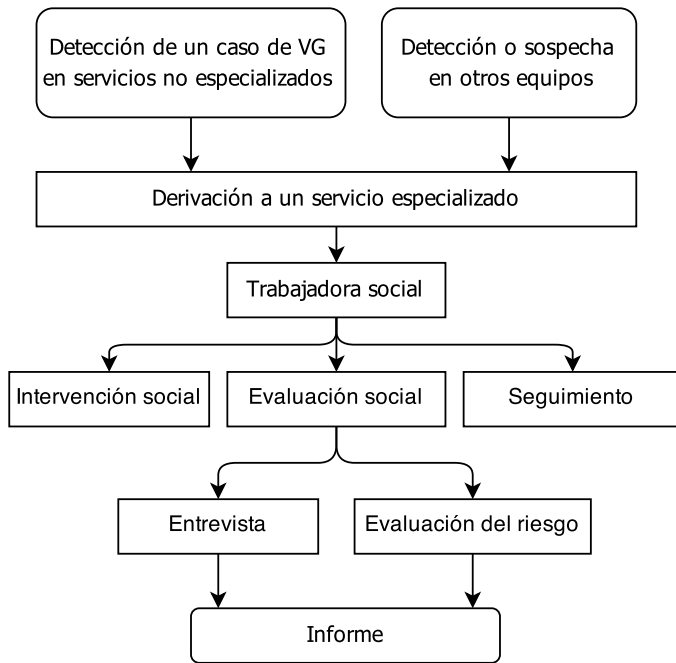 Detección de un caso de VG
en servicios no especializados
Detección o sospecha
en otros equipos
Derivación a un servicio especializado
Trabajadora social
Intervención social
Evaluación social
Seguimiento
Entrevista
Evaluación del riesgo
Informe